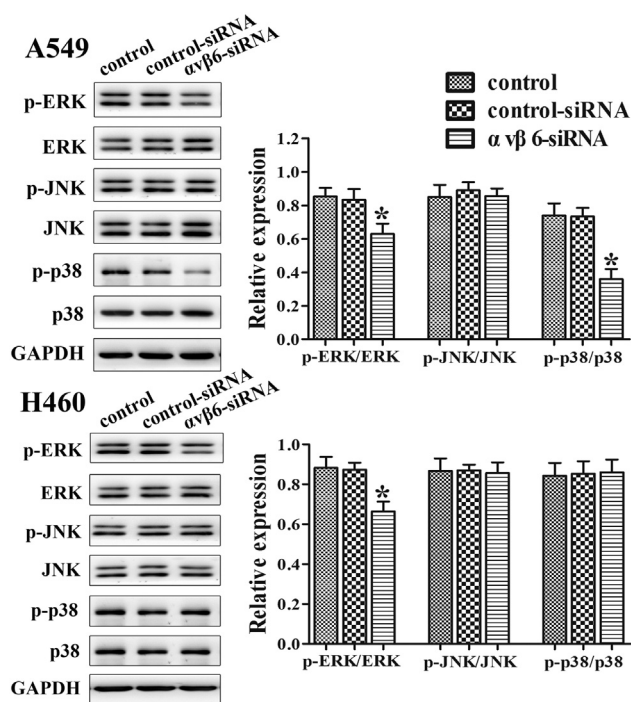 A549
control
control-siRNA
αvβ6-siRNA
p-ERK
ERK
p-JNK
JNK
p-p38
p38
GAPDH
control
control-siRNA
α vβ 6-siRNA
Relative expression
1.2
1.0
0.8
0.6
0.4
0.2
0.0
*
*
p-ERK/ERK
p-JNK/JNK
p-p38/p38
H460
control
control-siRNA
αvβ6-siRNA
p-ERK
ERK
p-JNK
JNK
p-p38
p38
GAPDH
Relative expression
1.0
0.8
0.6
0.4
0.2
0.0
*
p-ERK/ERK
p-JNK/JNK
p-p38/p38